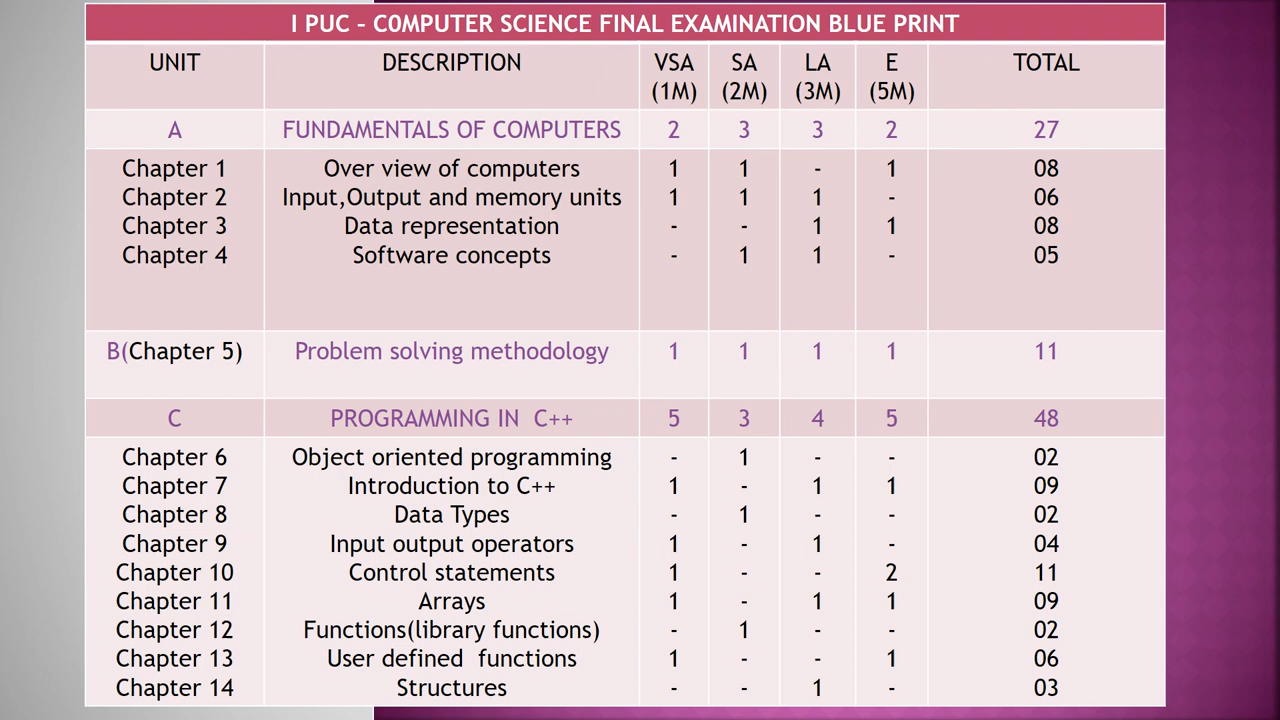 I PUC – C0MPUTER SCIENCE FINAL EXAMINATION BLUE PRINT
UNIT DESCRIPTION VSA (1M) SA (2M) LA (3M) E (5M) TOTAL
A FUNDAMENTALS OF COMPUTERS 2 3 3 2 27
Chapter 1 Over view of computers 1 1 - 1 08
Chapter 2 Input,Output and memory units 1 1 1 - 06
Chapter 3 Data representation - - 1 1 08
Chapter 4 Software concepts - 1 1 - 05
B(Chapter 5) Problem solving methodology 1 1 1 1 11
C PROGRAMMING IN C++ 5 3 4 5 48
Chapter 6 Object oriented programming - 1 - - 02
Chapter 7 Introduction to C++ 1 - 1 1 09
Chapter 8 Data Types - 1 - - 02
Chapter 9 Input output operators 1 - 1 - 04
Chapter 10 Control statements 1 - - 2 11
Chapter 11 Arrays 1 - 1 1 09
Chapter 12 Functions(library functions) - 1 - - 02
Chapter 13 User defined functions 1 - - 1 06
Chapter 14 Structures - - 1 - 03